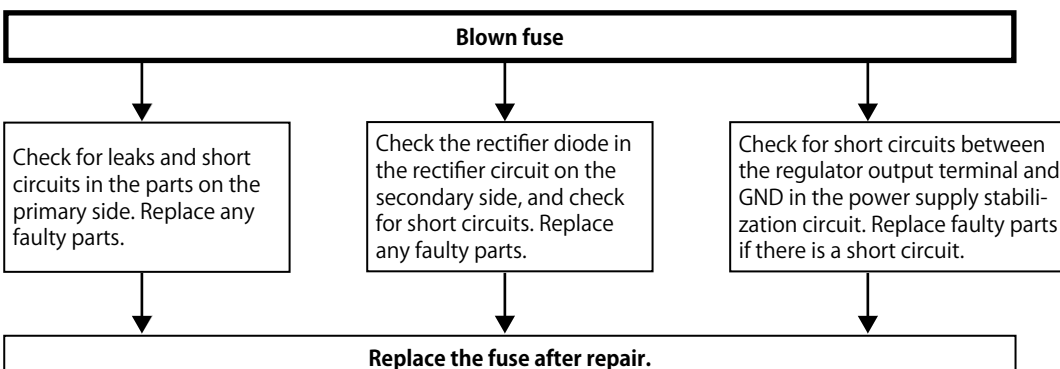 Blown fuse
Check for leaks and short
circuits in the parts on the
primary side. Replace any
faulty parts.
Check the rectifier diode in
the rectifier circuit on the
secondary side, and check
for short circuits. Replace
any faulty parts.
Check for short circuits between
the regulator output terminal and
GND in the power supply stabili-
zation circuit. Replace faulty parts
if there is a short circuit.
Replace the fuse after repair.